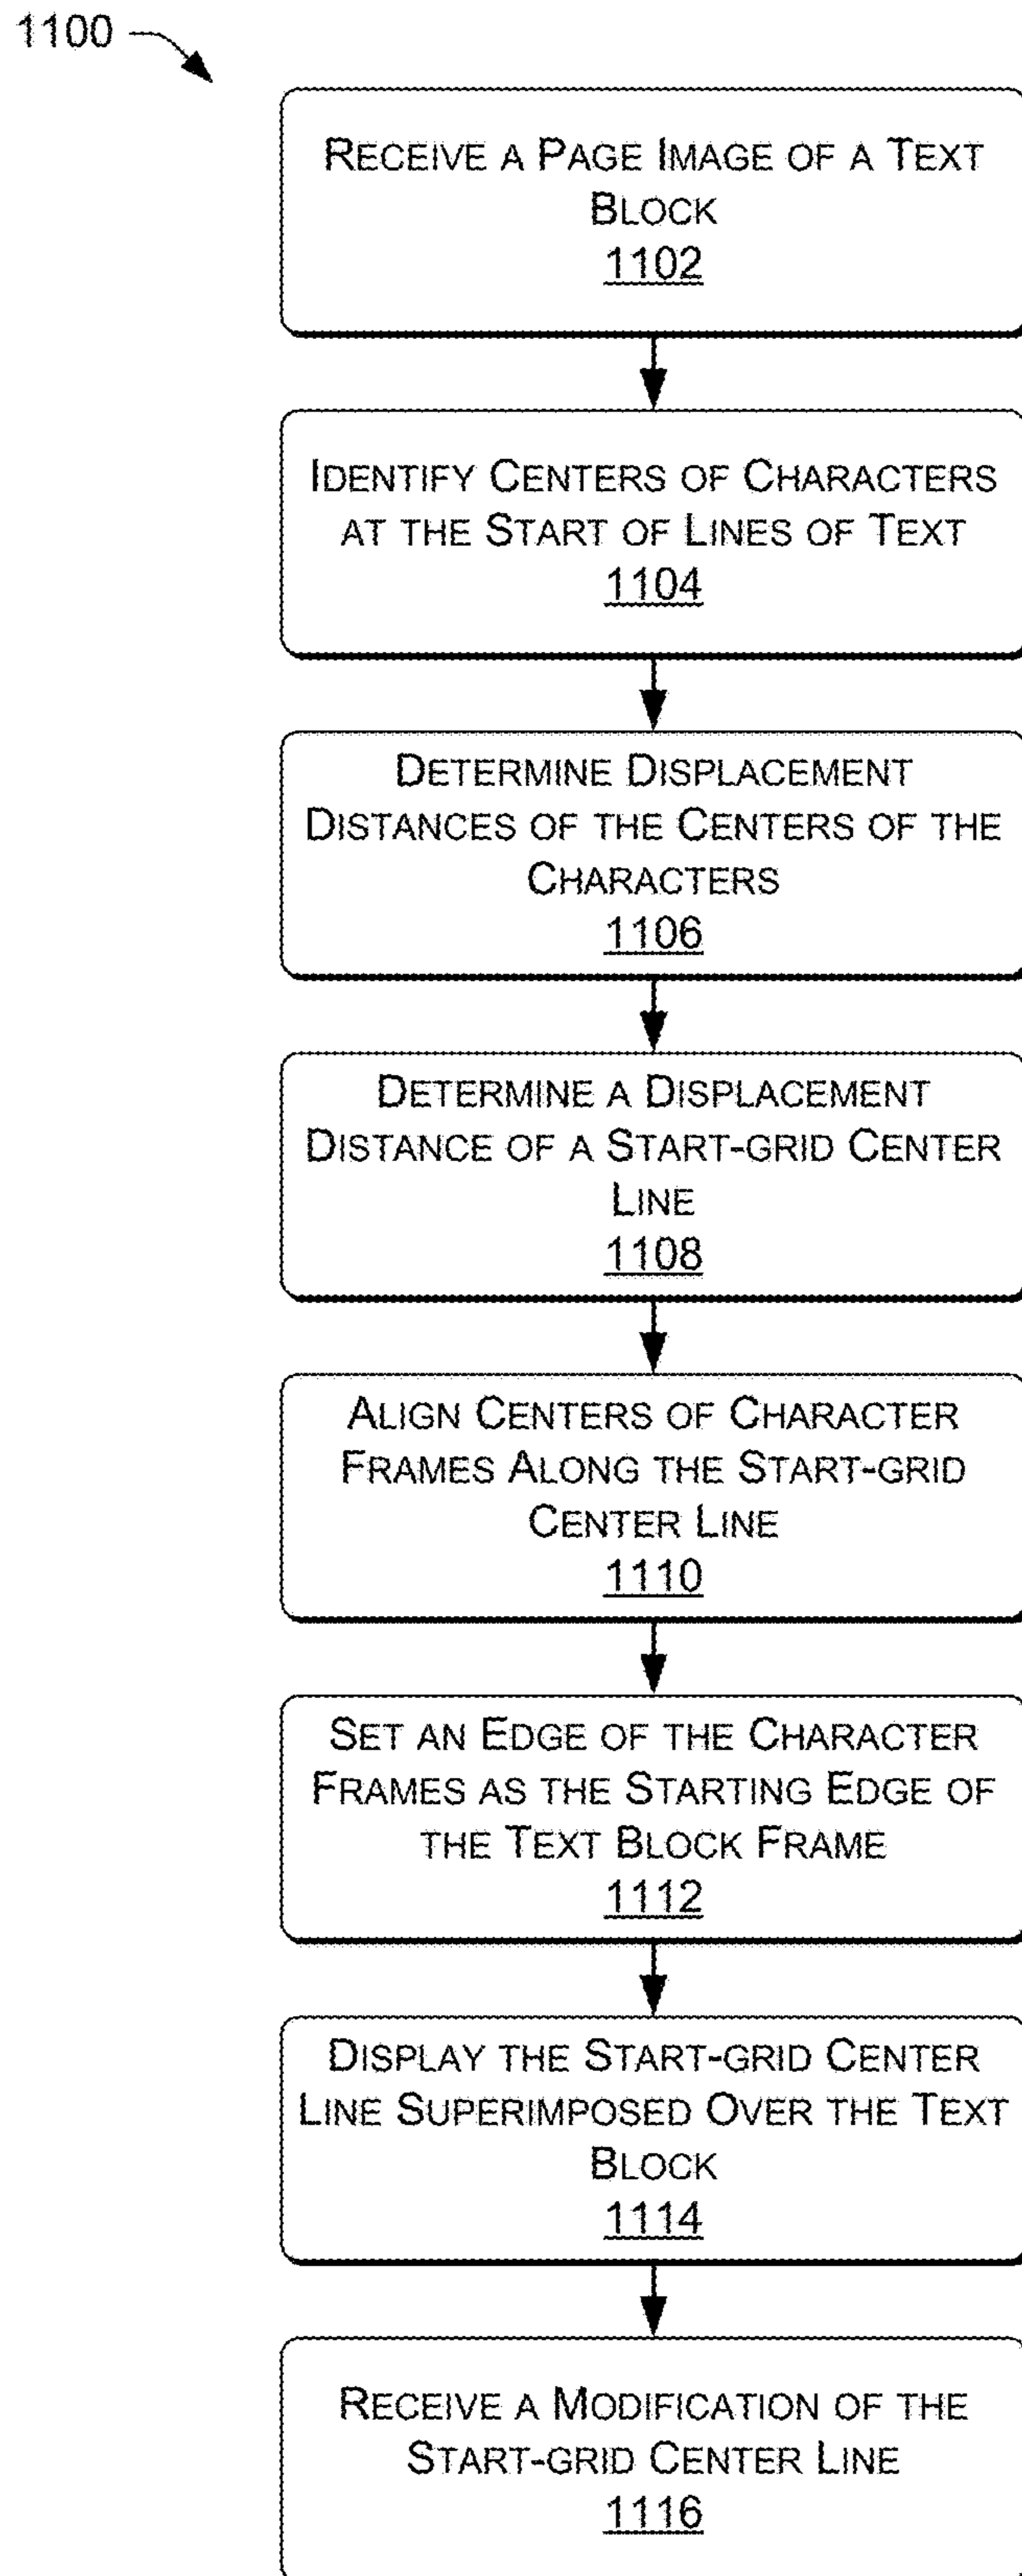 1100
RECEIVE A PAGE IMAGE OF A TEXT
BLOCK
1102
IDENTIFY CENTERS OF CHARACTERS
AT THE START OF LINES OF TEXT
1104
DETERMINE DISPLACEMENT
DISTANCES OF THE CENTERS OF THE
CHARACTERS
1106
DETERMINE A DISPLACEMENT
DISTANCE OF A START-GRID CENTER
LINE
1108
ALIGN CENTERS OF CHARACTER
FRAMES ALONG THE START-GRID
CENTER LINE
1110
SET AN EDGE OF THE CHARACTER
FRAMES AS THE STARTING EDGE OF
THE TEXT BLOCK FRAME
1112
DISPLAY THE START-GRID CENTER
LINE SUPERIMPOSED OVER THE TEXT
BLOCK
1114
RECEIVE A MODIFICATION OF THE
START-GRID CENTER LINE
1116